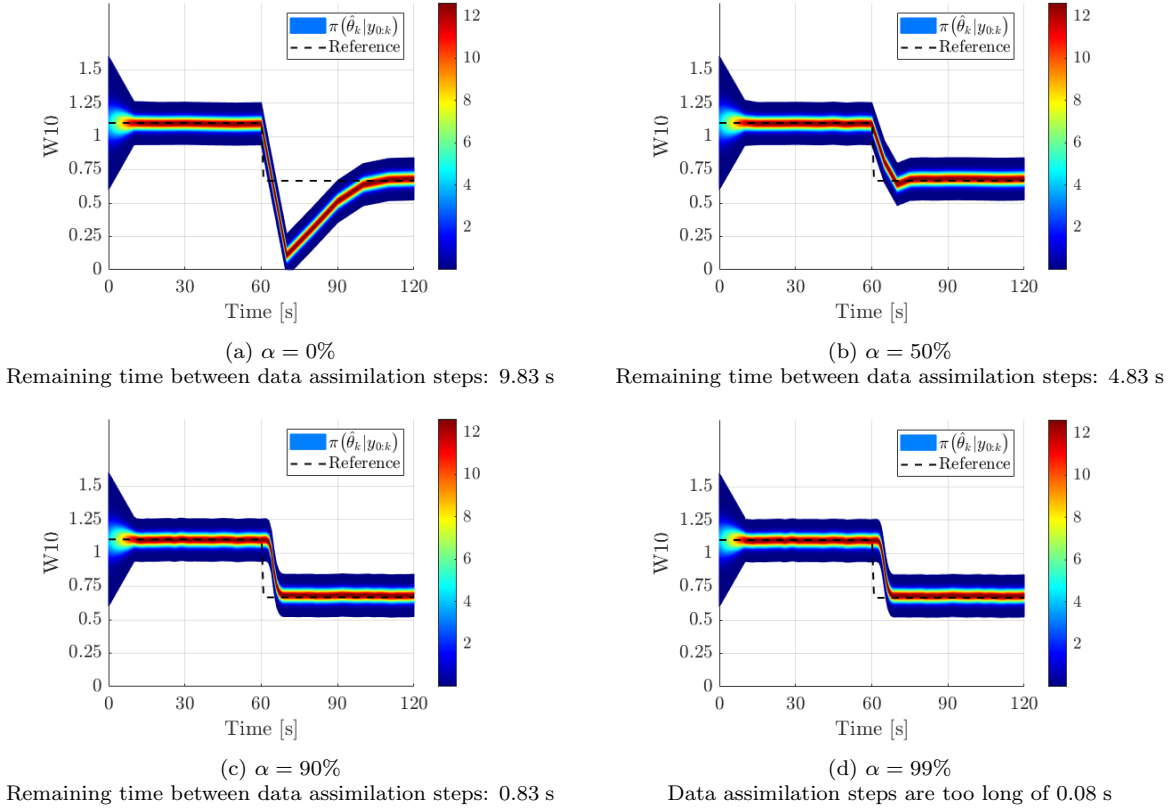 π(θ̂ₖ|y₀:ₖ)
Reference
12
10
8
6
4
2
1.5
1.25
1
0.75
0.5
0.25
0
W10
0 30 60 90 120
Time [s]
(a) α = 0%
Remaining time between data assimilation steps: 9.83 s
π(θ̂ₖ|y₀:ₖ)
Reference
12
10
8
6
4
2
1.5
1.25
1
0.75
0.5
0.25
0
W10
0 30 60 90 120
Time [s]
(b) α = 50%
Remaining time between data assimilation steps: 4.83 s
π(θ̂ₖ|y₀:ₖ)
Reference
12
10
8
6
4
2
1.5
1.25
1
0.75
0.5
0.25
0
W10
0 30 60 90 120
Time [s]
(c) α = 90%
Remaining time between data assimilation steps: 0.83 s
π(θ̂ₖ|y₀:ₖ)
Reference
12
10
8
6
4
2
1.5
1.25
1
0.75
0.5
0.25
0
W10
0 30 60 90 120
Time [s]
(d) α = 99%
Data assimilation steps are too long of 0.08 s